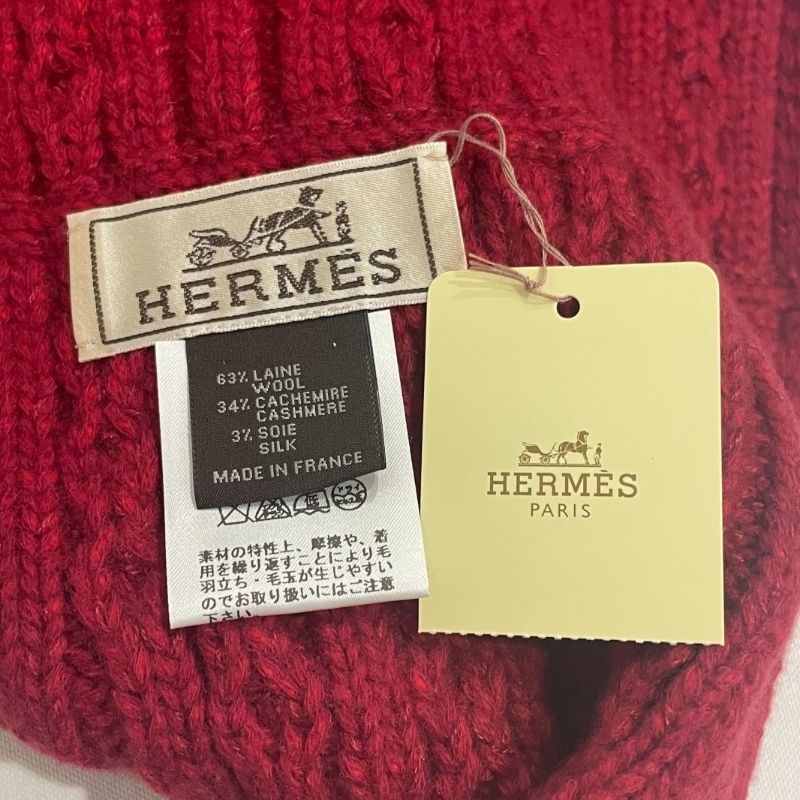 HERMÈS
63% LAINE
WOOL
34% CACHEMIRE
CASHMERE
3% SOIE
SILK
MADE IN FRANCE
素材の特性上、摩擦や、着
用を繰り返すことにより毛
羽立ち・毛玉が生じやすい
のでお取り扱いにはご注意
下さい。
HERMÈS
PARIS